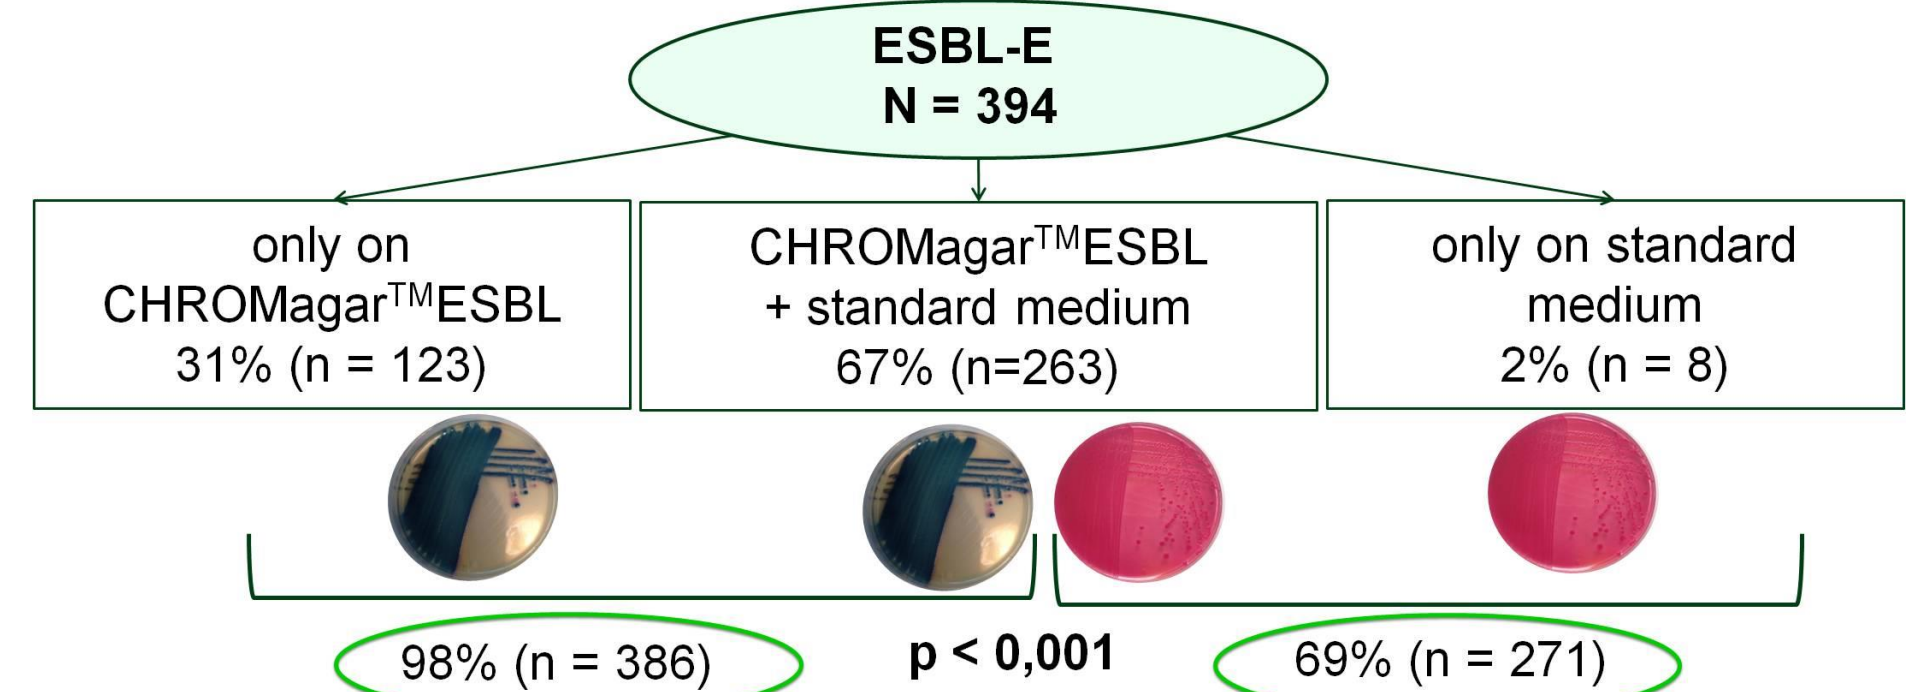 ESBL-E
N = 394
only on
CHROMagar™ESBL
31% (n = 123)
CHROMagar™ESBL
+ standard medium
67% (n=263)
only on standard
medium
2% (n = 8)
98% (n = 386)
p < 0,001
69% (n = 271)